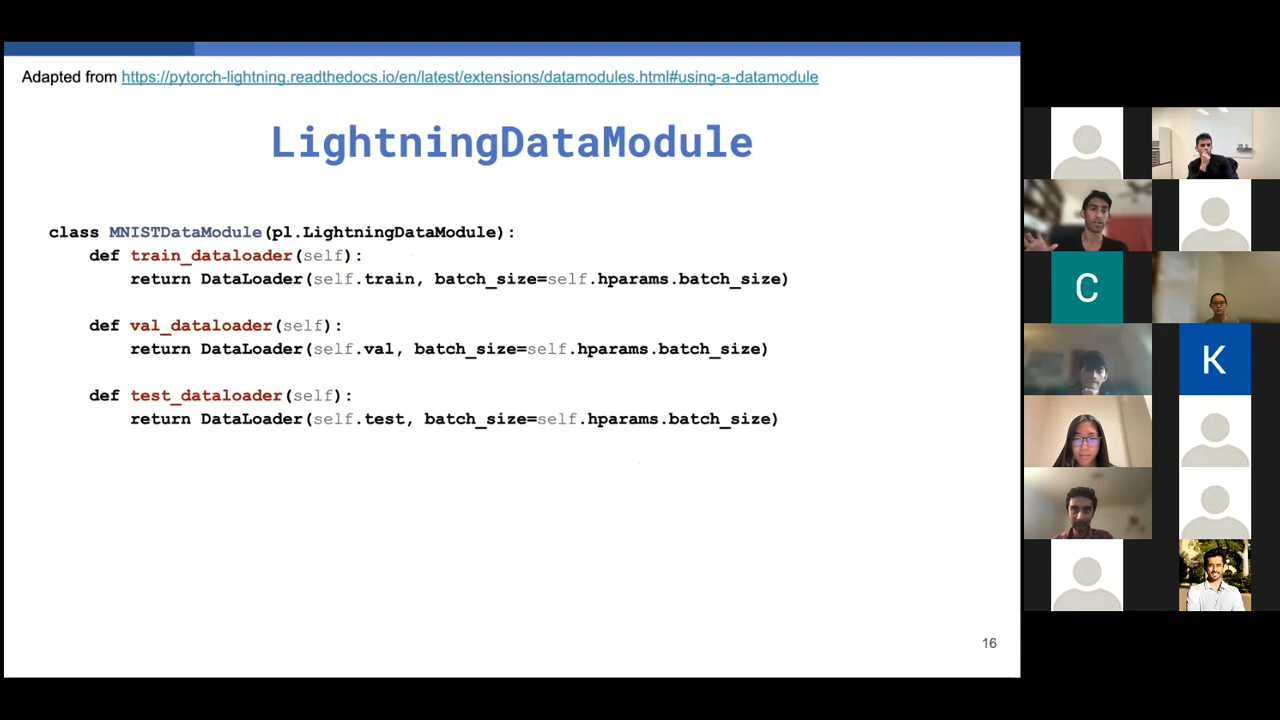 Adapted from https://pytorch-lightning.readthedocs.io/en/latest/extensions/datamodules.html#using-a-datamodule
LightningDataModule
class MNISTDataModule(pl.LightningDataModule):
def train_dataloader(self):
return DataLoader(self.train, batch_size=self.hparams.batch_size)
def val_dataloader(self):
return DataLoader(self.val, batch_size=self.hparams.batch_size)
def test_dataloader(self):
return DataLoader(self.test, batch_size=self.hparams.batch_size)
16
C
K